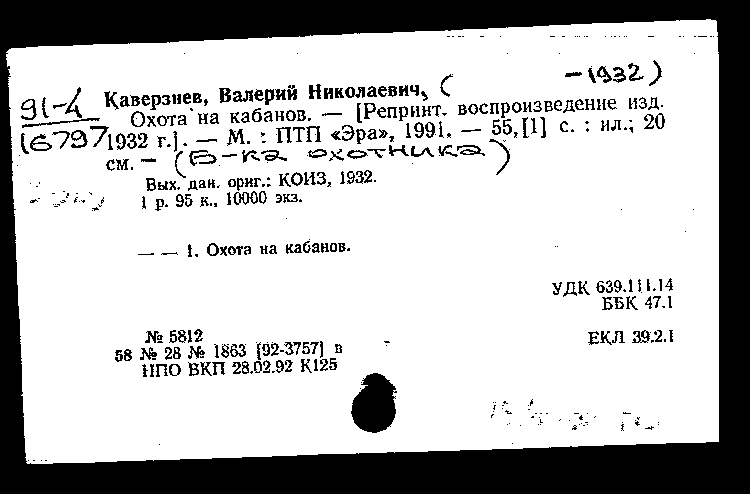 91-4 Каверзнев, Валерий Николаевич, ( -1932)
16797 Охота на кабанов. — [Репринт. воспроизведение изд.
1932 г.]. — М. : ПТП «Эра», 1991. — 55,[1] с. : ил.; 20
см. — (Б-ка охотника)
Вых. дан. ориг.: КОИЗ, 1932.
1 р. 95 к., 10000 экз.
— — 1. Охота на кабанов.
УДК 639.111.14
ББК 47.1
№ 5812
58 № 28 № 1863 [92-3757] в ЕКЛ 39.2.1
НПО ВКП 28.02.92 К125